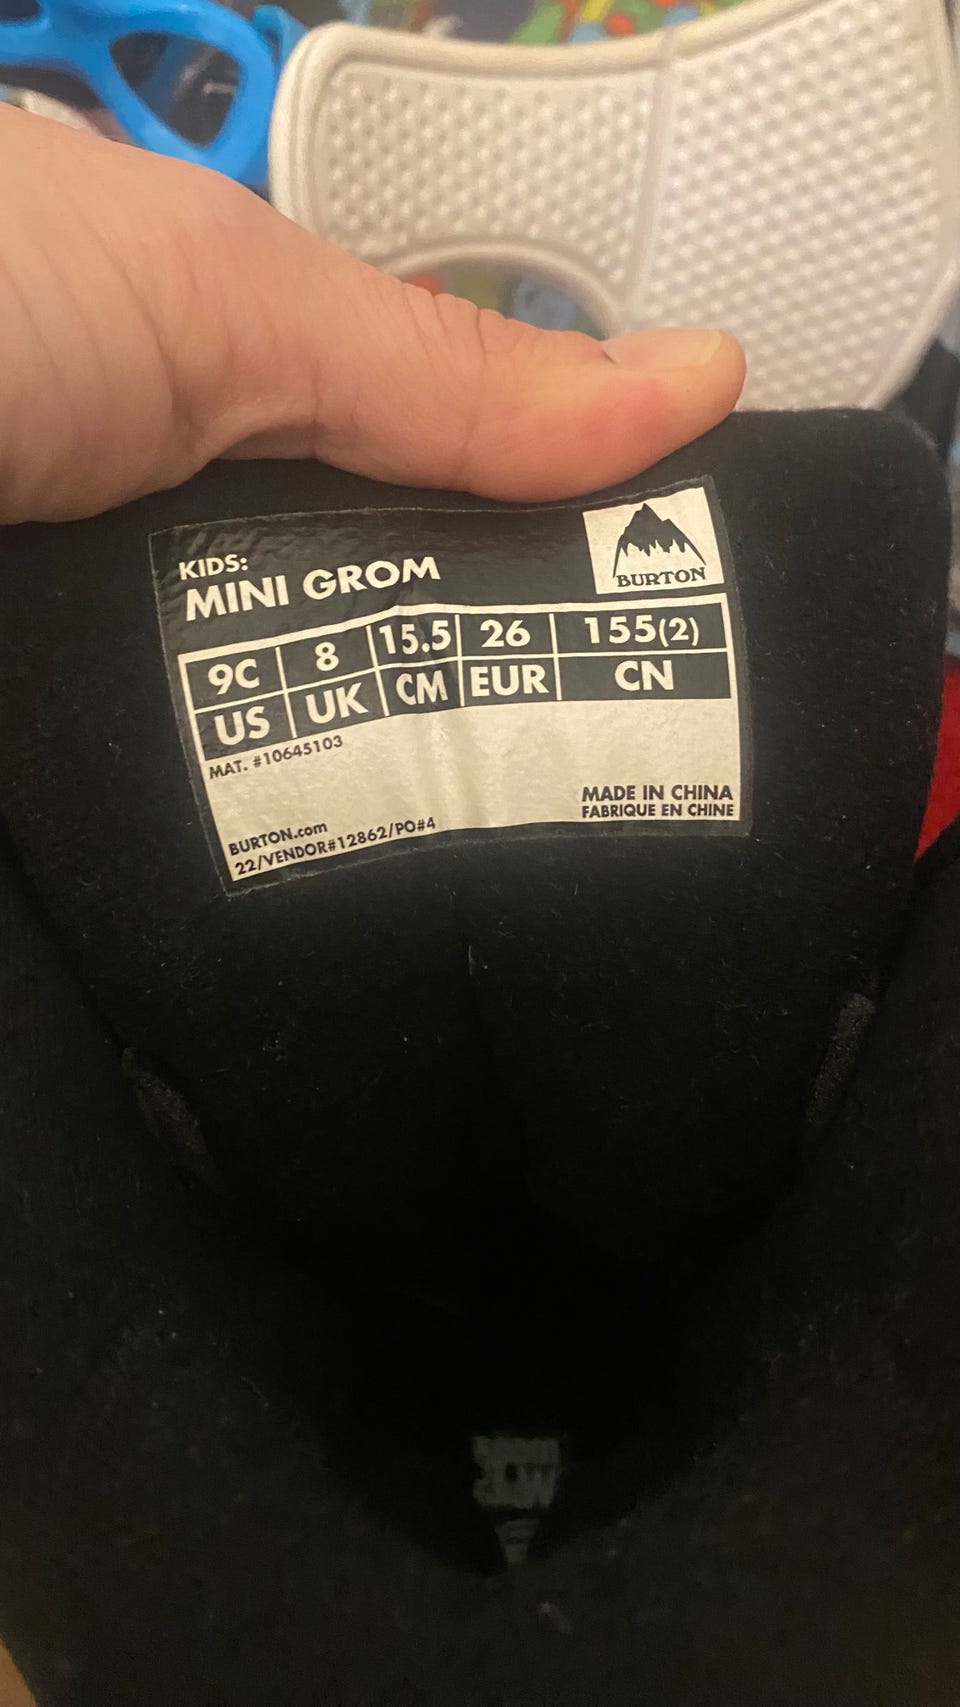 KIDS:
MINI GROM
BURTON
9C 8 15.5 26 155(2)
US UK CM EUR CN
MAT. #10645103
MADE IN CHINA
FABRIQUE EN CHINE
BURTON.com
22/VENDOR#12862/PO#4